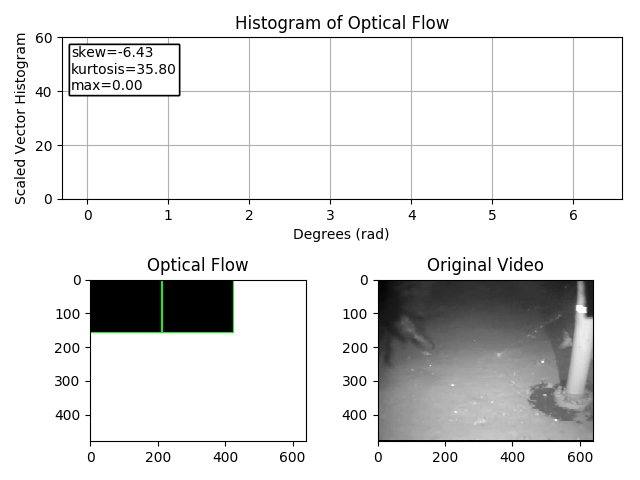 Histogram of Optical Flow
skew=-6.43
kurtosis=35.80
max=0.00
Scaled Vector Histogram
60
40
20
0
0 1 2 3 4 5 6
Degrees (rad)
Optical Flow
0
100
200
300
400
0 200 400 600
Original Video
0
100
200
300
400
0 200 400 600